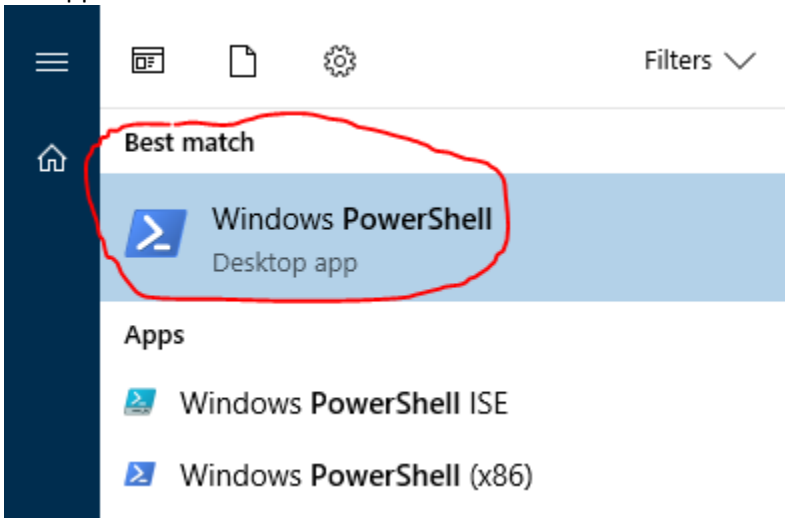 Filters
Best match
Windows PowerShell
Desktop app
Apps
Windows PowerShell ISE
Windows PowerShell (x86)